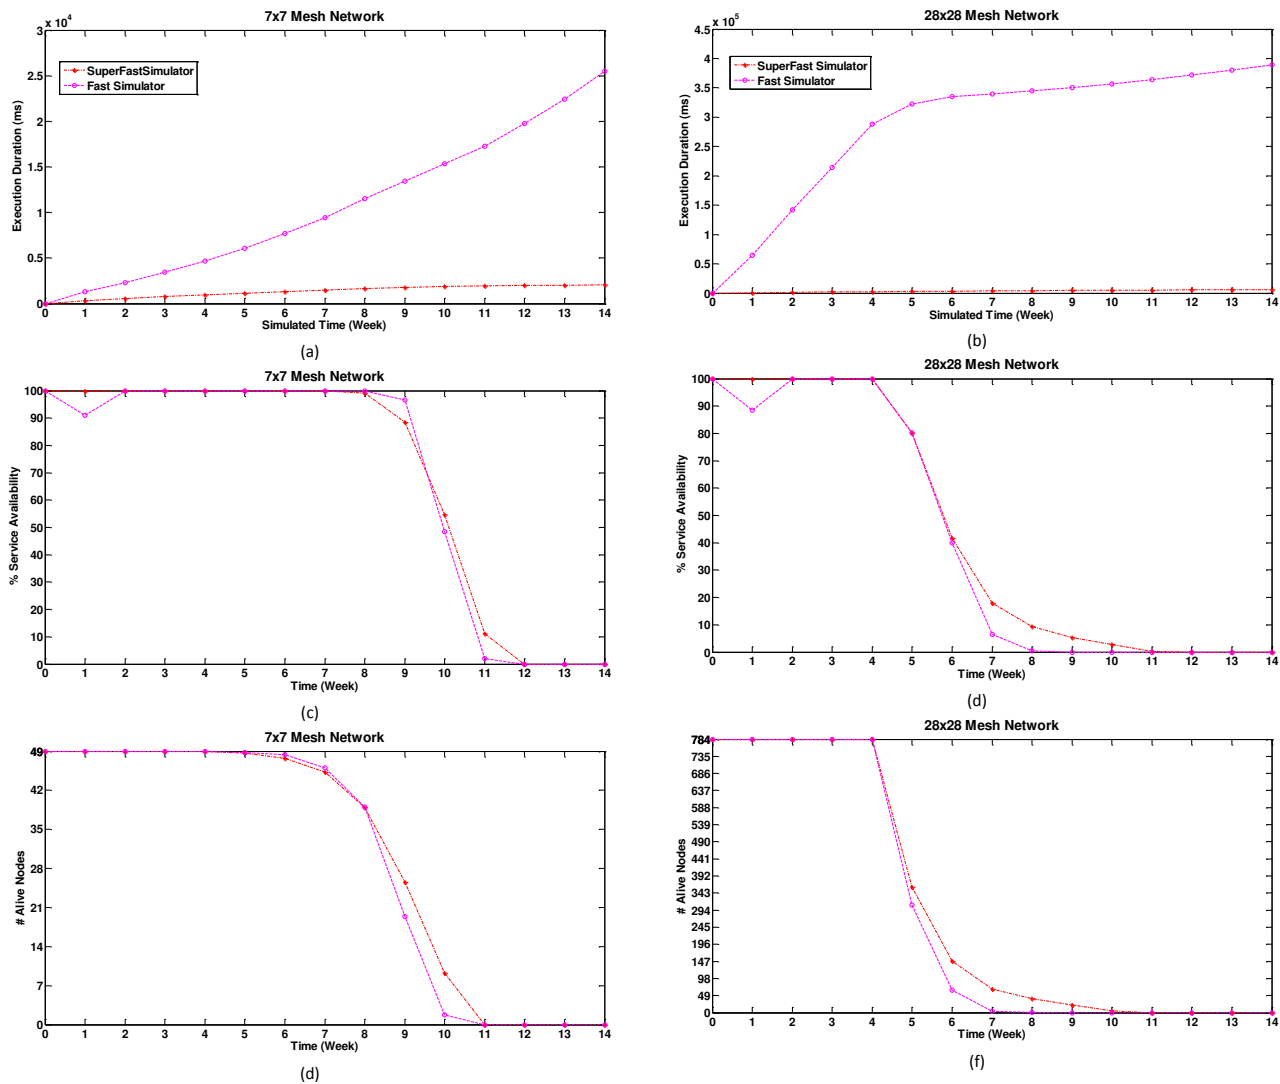 7x7 Mesh Network
x 10^4
3
2.5
2
1.5
1
0.5
0
Execution Duration (ms)
SuperFastSimulator
Fast Simulator
0 1 2 3 4 5 6 7 8 9 10 11 12 13 14
Simulated Time (Week)
(a)
28x28 Mesh Network
x 10^5
4.5
4
3.5
3
2.5
2
1.5
1
0.5
0
Execution Duration (ms)
SuperFast Simulator
Fast Simulator
0 1 2 3 4 5 6 7 8 9 10 11 12 13 14
Simulated Time (Week)
(b)
7x7 Mesh Network
100
90
80
70
60
50
40
30
20
10
0
% Service Availability
0 1 2 3 4 5 6 7 8 9 10 11 12 13 14
Time (Week)
(c)
28x28 Mesh Network
100
90
80
70
60
50
40
30
20
10
0
% Service Availability
0 1 2 3 4 5 6 7 8 9 10 11 12 13 14
Time (Week)
(d)
7x7 Mesh Network
49
42
35
28
21
14
7
0
# Alive Nodes
0 1 2 3 4 5 6 7 8 9 10 11 12 13 14
Time (Week)
(d)
28x28 Mesh Network
784
735
686
637
588
539
490
441
392
343
294
245
196
147
98
49
0
# Alive Nodes
0 1 2 3 4 5 6 7 8 9 10 11 12 13 14
Time (Week)
(f)